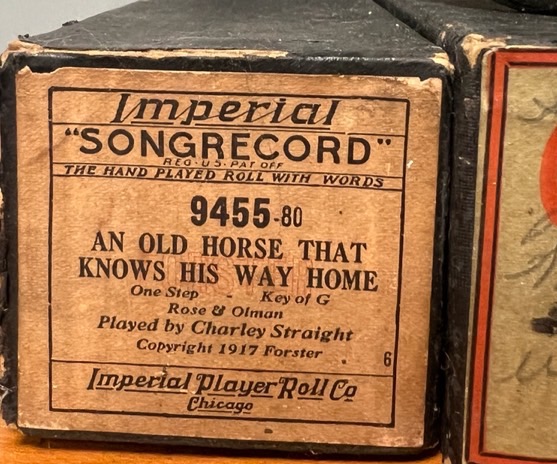 Imperial
"SONGRECORD"
REG. U.S. PAT OFF
THE HAND PLAYED ROLL WITH WORDS
9455-80
AN OLD HORSE THAT
KNOWS HIS WAY HOME
One Step - Key of G
Rose & Olman
Played by Charley Straight
Copyright 1917 Forster
6
Imperial Player Roll Co
Chicago